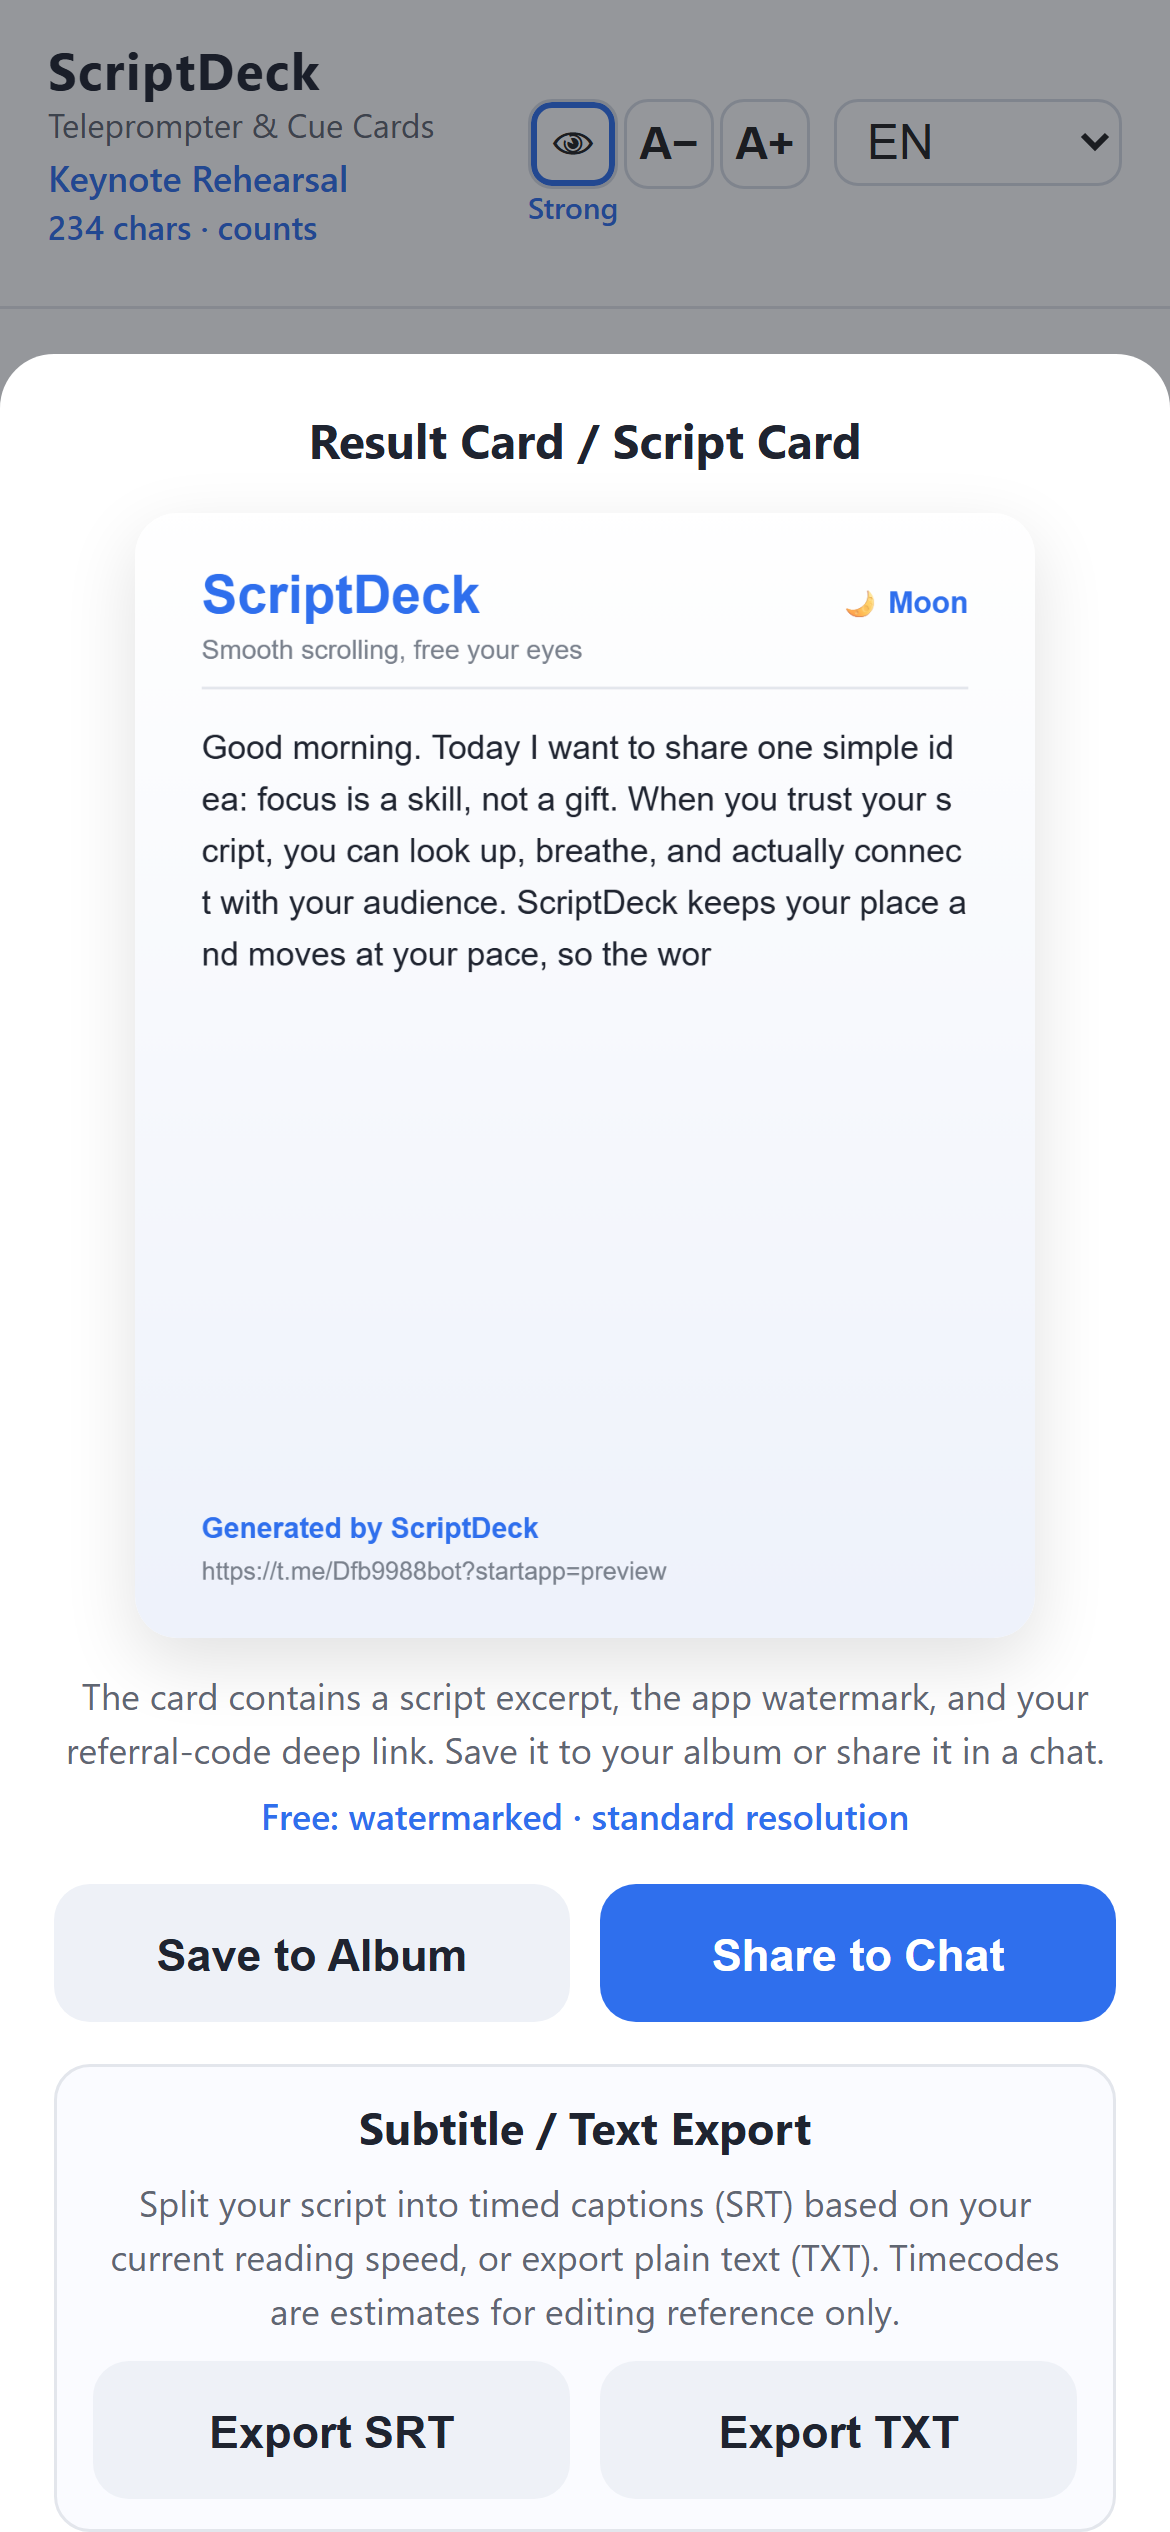 ScriptDeck
Teleprompter & Cue Cards
Keynote Rehearsal
234 chars · counts
Strong
A−
A+
EN
Result Card / Script Card
ScriptDeck
🌙 Moon
Smooth scrolling, free your eyes
Good morning. Today I want to share one simple id
ea: focus is a skill, not a gift. When you trust your s
cript, you can look up, breathe, and actually connec
t with your audience. ScriptDeck keeps your place a
nd moves at your pace, so the wor
Generated by ScriptDeck
https://t.me/Dfb9988bot?startapp=preview
The card contains a script excerpt, the app watermark, and your
referral-code deep link. Save it to your album or share it in a chat.
Free: watermarked · standard resolution
Save to Album
Share to Chat
Subtitle / Text Export
Split your script into timed captions (SRT) based on your
current reading speed, or export plain text (TXT). Timecodes
are estimates for editing reference only.
Export SRT
Export TXT